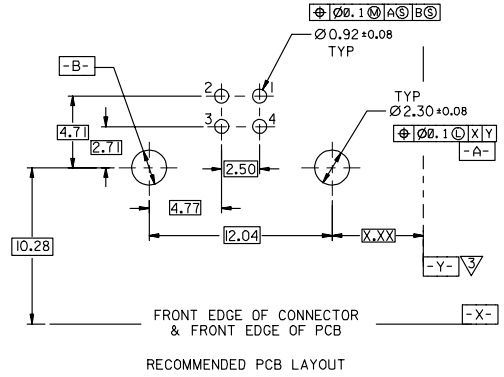 ⌖ Ø0.1 Ⓜ AⓈ BⓈ
Ø0.92±0.08
TYP
-B-
2 1
3 4
TYP
Ø2.30±0.08
⌖ Ø0.1 Ⓛ X Y
-A-
4.71
2.71
2.50
4.77
10.28
12.04
X.XX
-Y- 3
-X-
FRONT EDGE OF CONNECTOR
& FRONT EDGE OF PCB
RECOMMENDED PCB LAYOUT